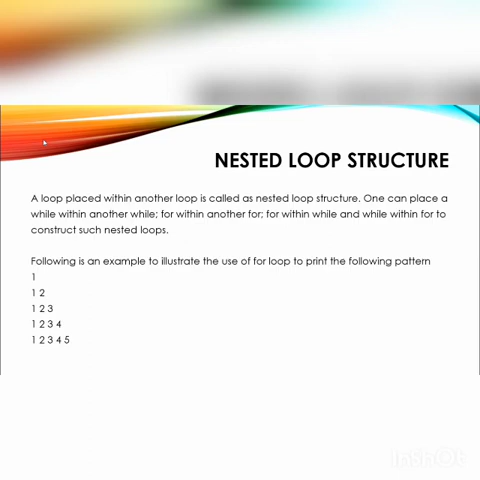 NESTED LOOP STRUCTURE
A loop placed within another loop is called as nested loop structure. One can place a
while within another while; for within another for; for within while and while within for to
construct such nested loops.
Following is an example to illustrate the use of for loop to print the following pattern
1
1 2
1 2 3
1 2 3 4
1 2 3 4 5
InShOt